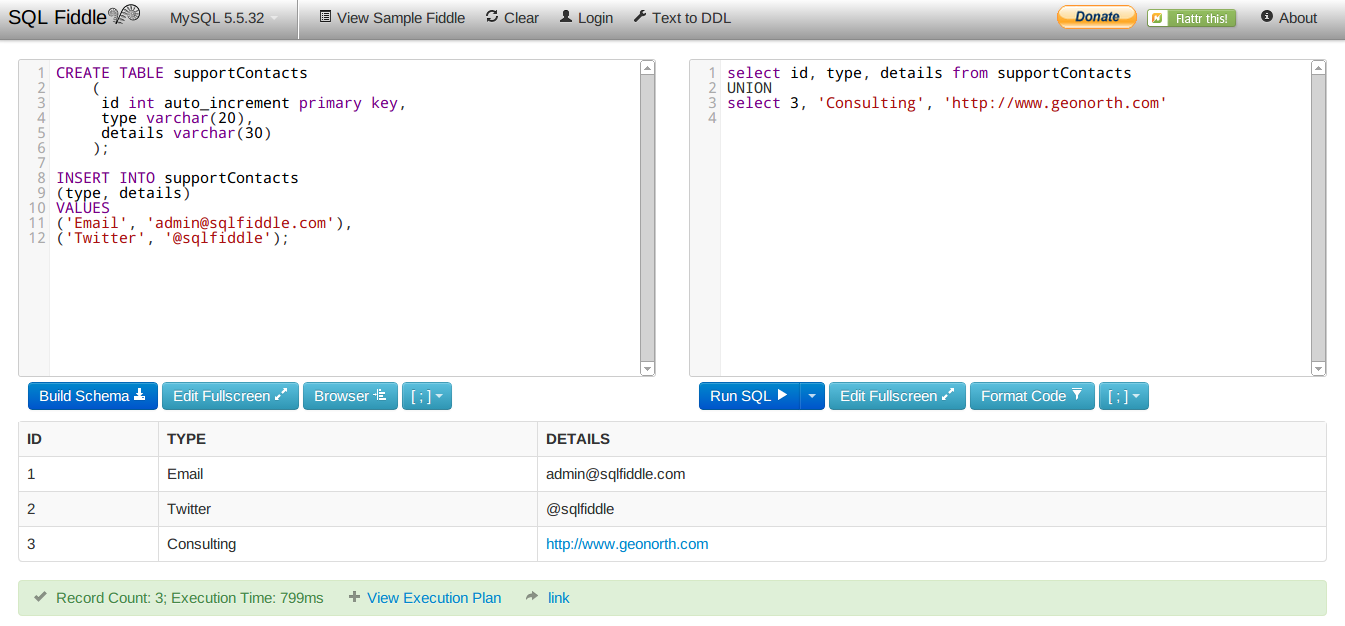 SQL Fiddle MySQL 5.5.32 View Sample Fiddle Clear Login Text to DDL Donate Flattr this! About
1 CREATE TABLE supportContacts
2 (
3 id int auto_increment primary key,
4 type varchar(20),
5 details varchar(30)
6 );
7
8 INSERT INTO supportContacts
9 (type, details)
10 VALUES
11 ('Email', 'admin@sqlfiddle.com'),
12 ('Twitter', '@sqlfiddle');
1 select id, type, details from supportContacts
2 UNION
3 select 3, 'Consulting', 'http://www.geonorth.com'
4
Build Schema Edit Fullscreen Browser [ ; ]
Run SQL Edit Fullscreen Format Code [ ; ]
ID TYPE DETAILS
1 Email admin@sqlfiddle.com
2 Twitter @sqlfiddle
3 Consulting http://www.geonorth.com
Record Count: 3; Execution Time: 799ms View Execution Plan link